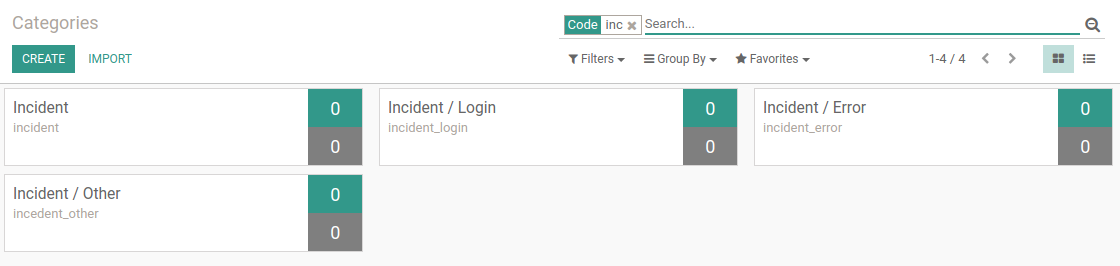 Categories
Code inc Search...
CREATE IMPORT
Filters Group By Favorites 1-4 / 4
Incident
incident
0
0
Incident / Login
incident_login
0
0
Incident / Error
incident_error
0
0
Incident / Other
incedent_other
0
0